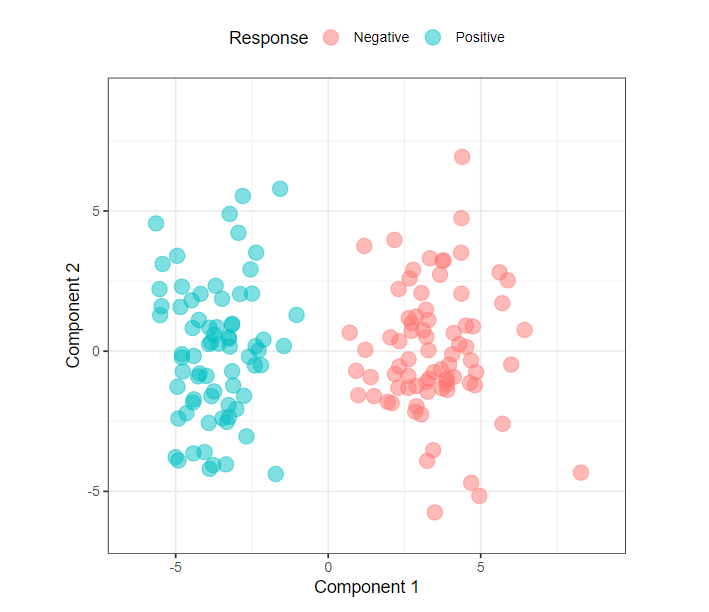 Response Negative Positive
5
0
-5
Component 2
-5 0 5
Component 1